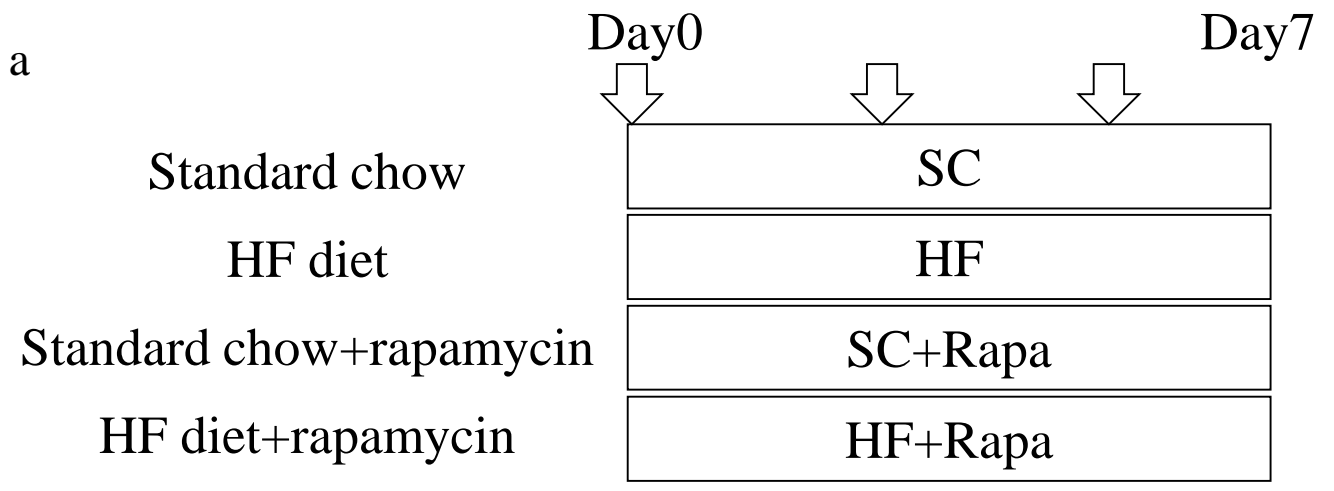 a
Day0 Day7
Standard chow SC
HF diet HF
Standard chow+rapamycin SC+Rapa
HF diet+rapamycin HF+Rapa